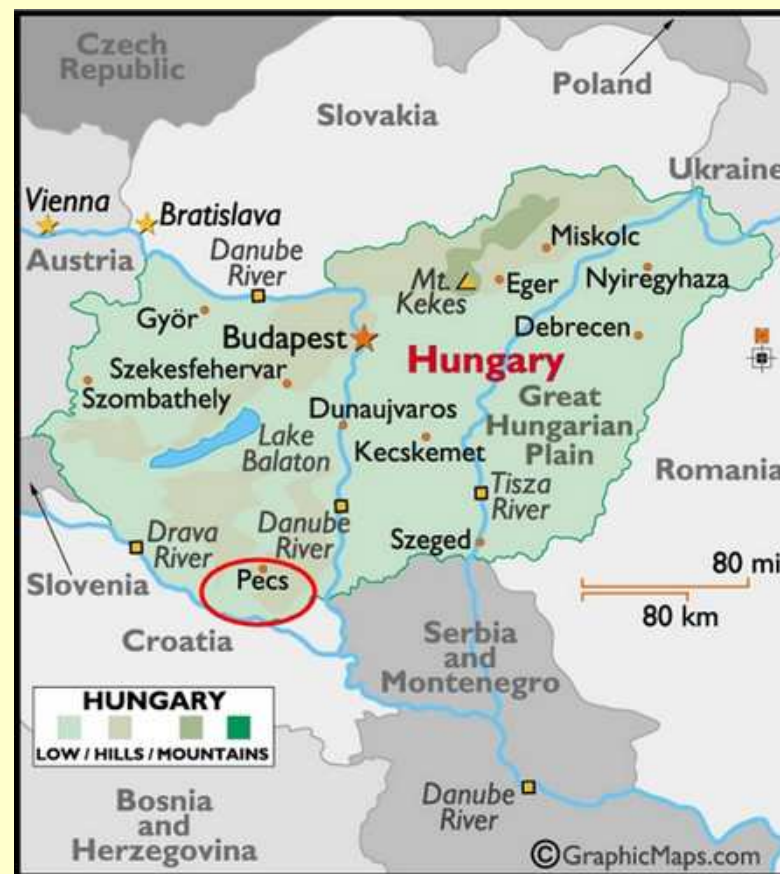 Czech
Republic
Poland
Slovakia
Ukraine
Vienna
Bratislava
Austria
Danube
River
Miskolc
Mt.
Kekes
Eger
Nyiregyhaza
Györ
Budapest
Debrecen
Hungary
Szekesfehervar
Szombathely
Great
Hungarian
Plain
Dunaujvaros
Lake
Balaton
Kecskemet
Romania
Tisza
River
Drava
River
Danube
River
Szeged
Slovenia
Pecs
80 mi
80 km
Croatia
Serbia
and
Montenegro
HUNGARY
LOW / HILLS / MOUNTAINS
Bosnia
and
Herzegovina
Danube
River
©GraphicMaps.com